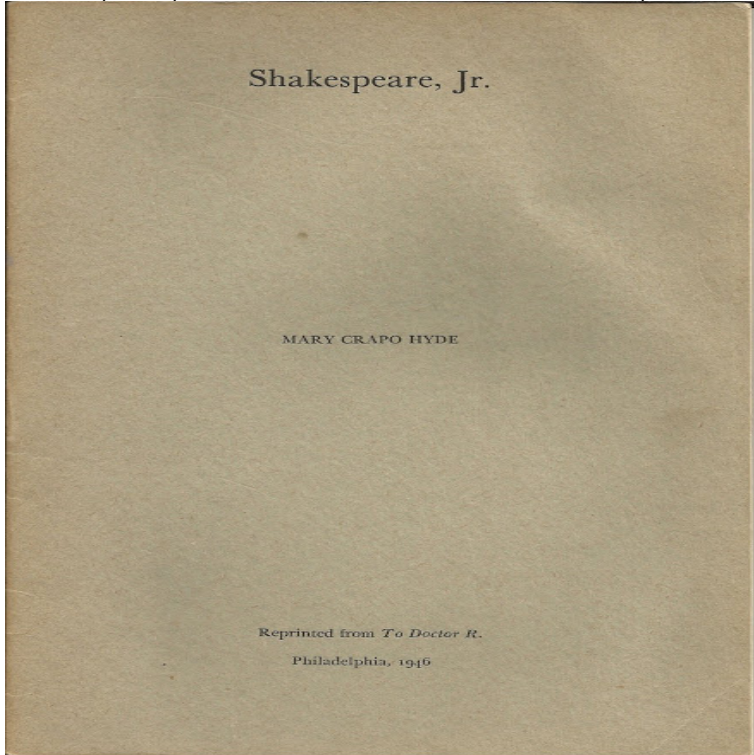 Shakespeare, Jr.
MARY CRAPO HYDE
Reprinted from To Doctor R.
Philadelphia, 1946